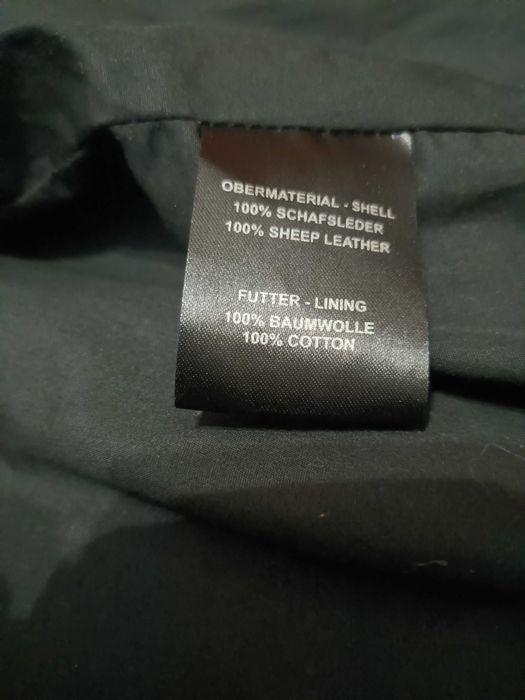 OBERMATERIAL - SHELL
100% SCHAFSLEDER
100% SHEEP LEATHER
FUTTER - LINING
100% BAUMWOLLE
100% COTTON